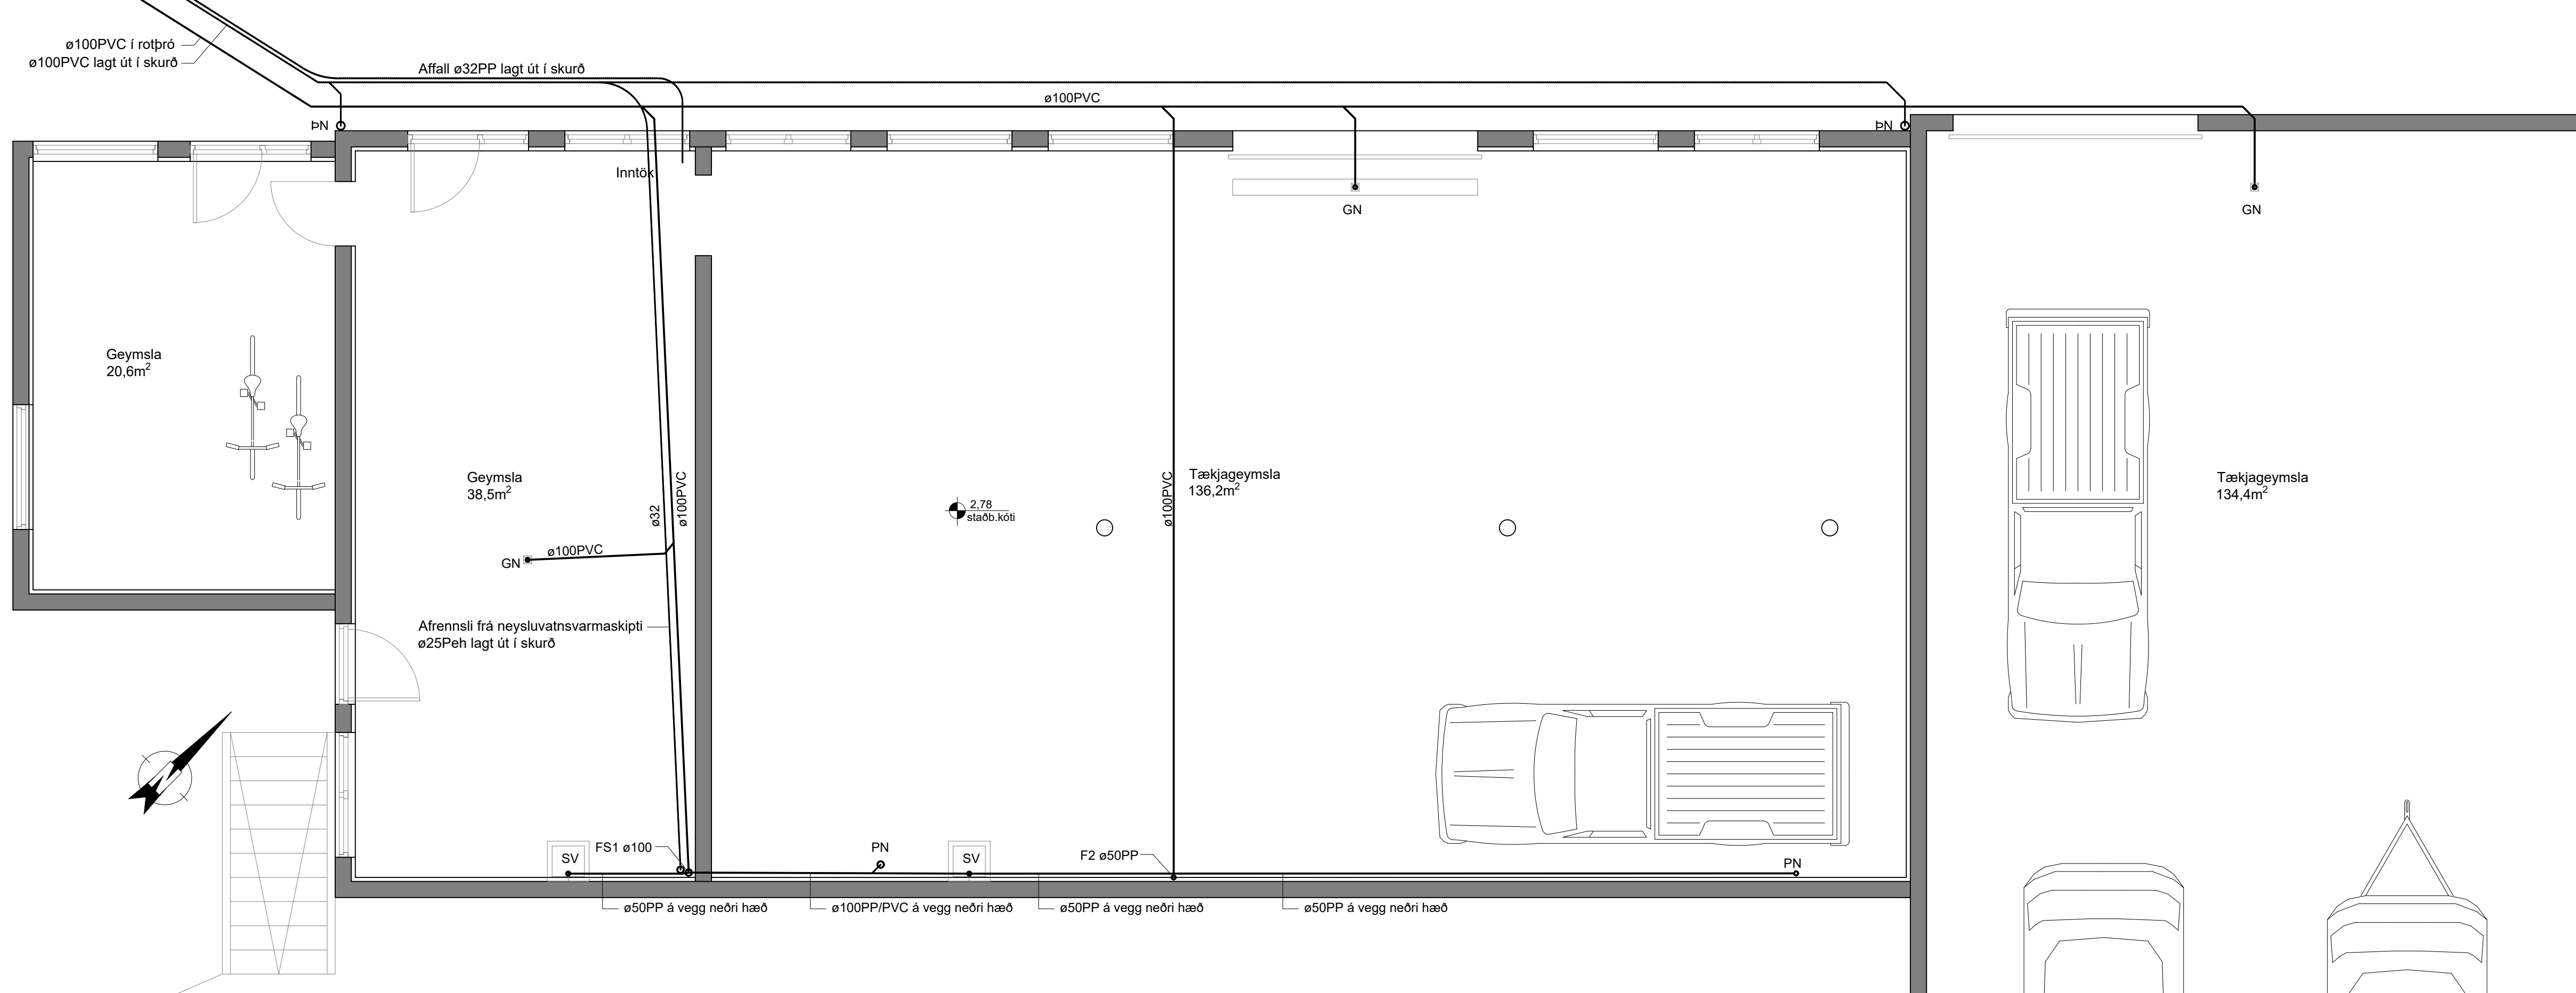 ø100PVC í rotþró
ø100PVC lagt út í skurð
Affall ø32PP lagt út í skurð
ø100PVC
ÞN
ÞN
Inntök
GN
GN
Geymsla
20,6m²
Geymsla
38,5m²
ø32
ø100PVC
2,78
staðb.kóti
ø100PVC
Tækjageymsla
136,2m²
Tækjageymsla
134,4m²
GN
ø100PVC
Afrennsli frá neysluvatnsvarmaskipti
ø25Peh lagt út í skurð
SV
FS1 ø100
PN
SV
F2 ø50PP
PN
ø50PP á vegg neðri hæð
ø100PP/PVC á vegg neðri hæð
ø50PP á vegg neðri hæð
ø50PP á vegg neðri hæð